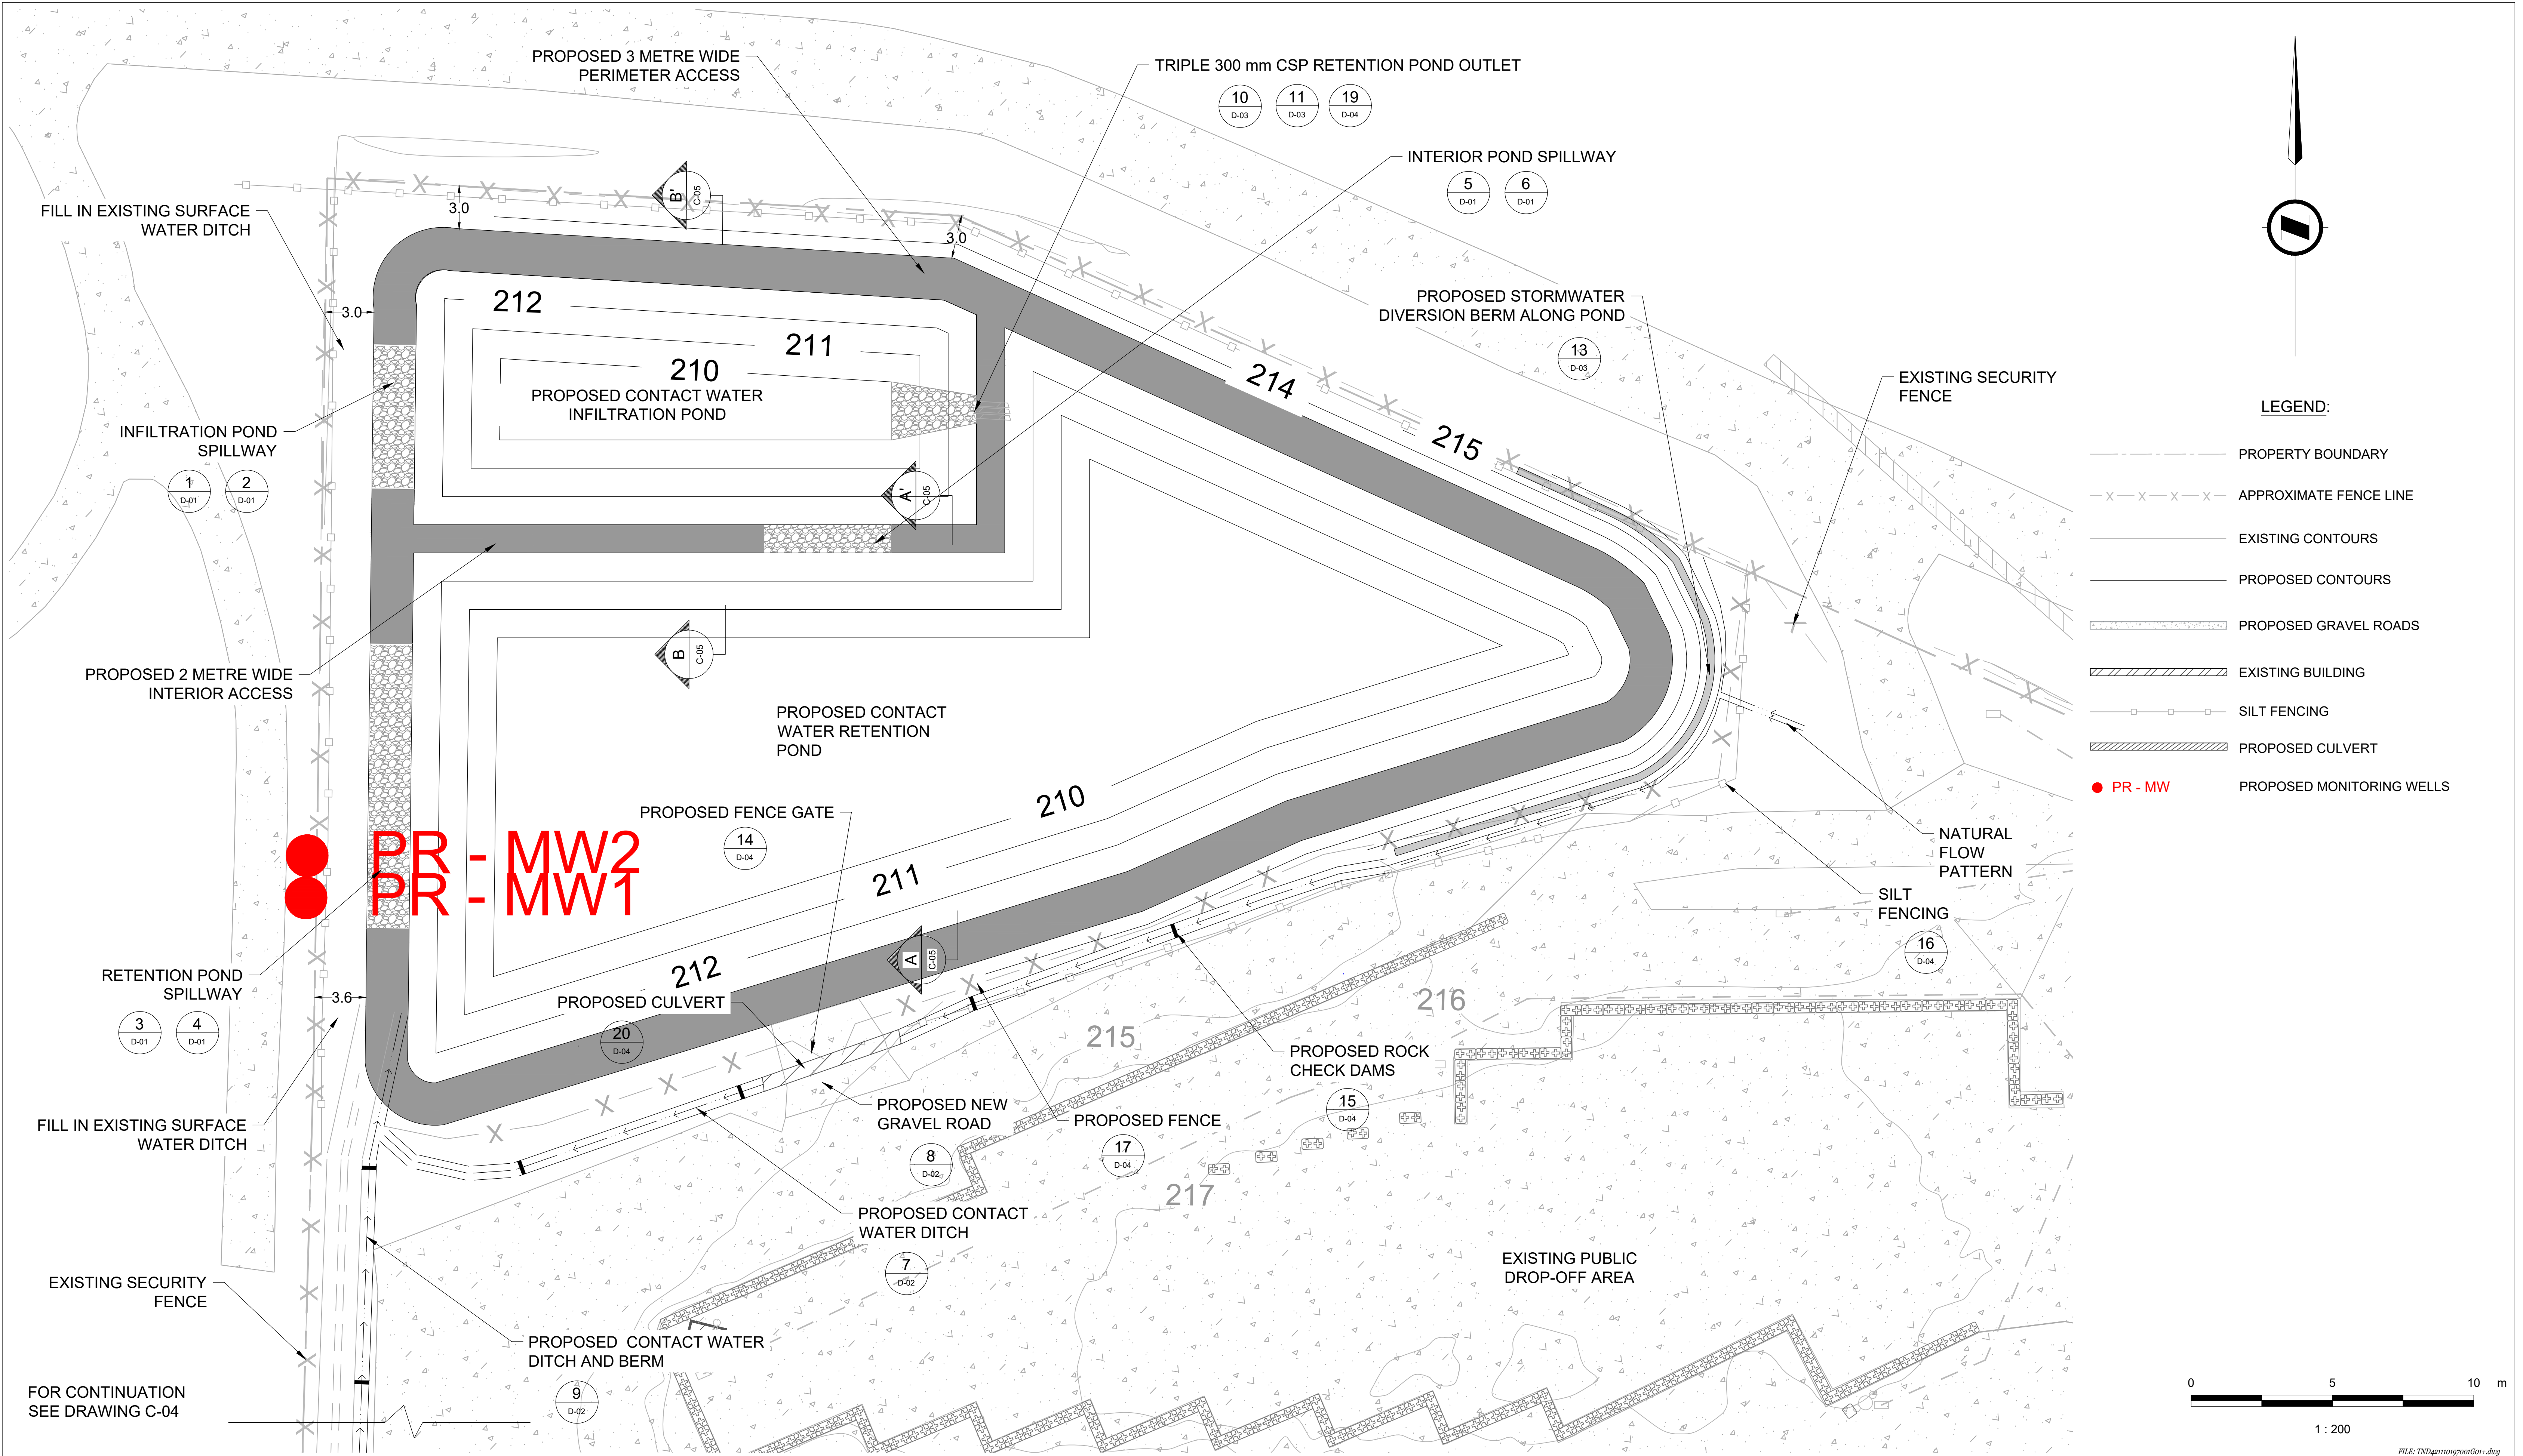 PROPOSED 3 METRE WIDE
PERIMETER ACCESS
TRIPLE 300 mm CSP RETENTION POND OUTLET
10
D-03
11
D-03
19
D-04
INTERIOR POND SPILLWAY
5
D-01
6
D-01
FILL IN EXISTING SURFACE
WATER DITCH
3.0
B'
C-05
3.0
3.0
212
211
210
PROPOSED CONTACT WATER
INFILTRATION POND
214
215
PROPOSED STORMWATER
DIVERSION BERM ALONG POND
13
D-03
EXISTING SECURITY
FENCE
INFILTRATION POND
SPILLWAY
1
D-01
2
D-01
A'
C-05
B
C-05
PROPOSED 2 METRE WIDE
INTERIOR ACCESS
PROPOSED CONTACT
WATER RETENTION
POND
PROPOSED FENCE GATE
14
D-04
210
211
212
PR - MW2
PR - MW1
A
C-05
NATURAL
FLOW
PATTERN
SILT
FENCING
16
D-04
RETENTION POND
SPILLWAY
3
D-01
4
D-01
3.6
PROPOSED CULVERT
20
D-04
215
216
217
PROPOSED ROCK
CHECK DAMS
15
D-04
FILL IN EXISTING SURFACE
WATER DITCH
PROPOSED NEW
GRAVEL ROAD
8
D-02
PROPOSED FENCE
17
D-04
PROPOSED CONTACT
WATER DITCH
7
D-02
EXISTING PUBLIC
DROP-OFF AREA
EXISTING SECURITY
FENCE
PROPOSED CONTACT WATER
DITCH AND BERM
9
D-02
FOR CONTINUATION
SEE DRAWING C-04
LEGEND:
PROPERTY BOUNDARY
X X X X APPROXIMATE FENCE LINE
EXISTING CONTOURS
PROPOSED CONTOURS
PROPOSED GRAVEL ROADS
EXISTING BUILDING
SILT FENCING
PROPOSED CULVERT
PR - MW PROPOSED MONITORING WELLS
0 5 10 m
1 : 200
FILE: TND421110197001G01+.dwg